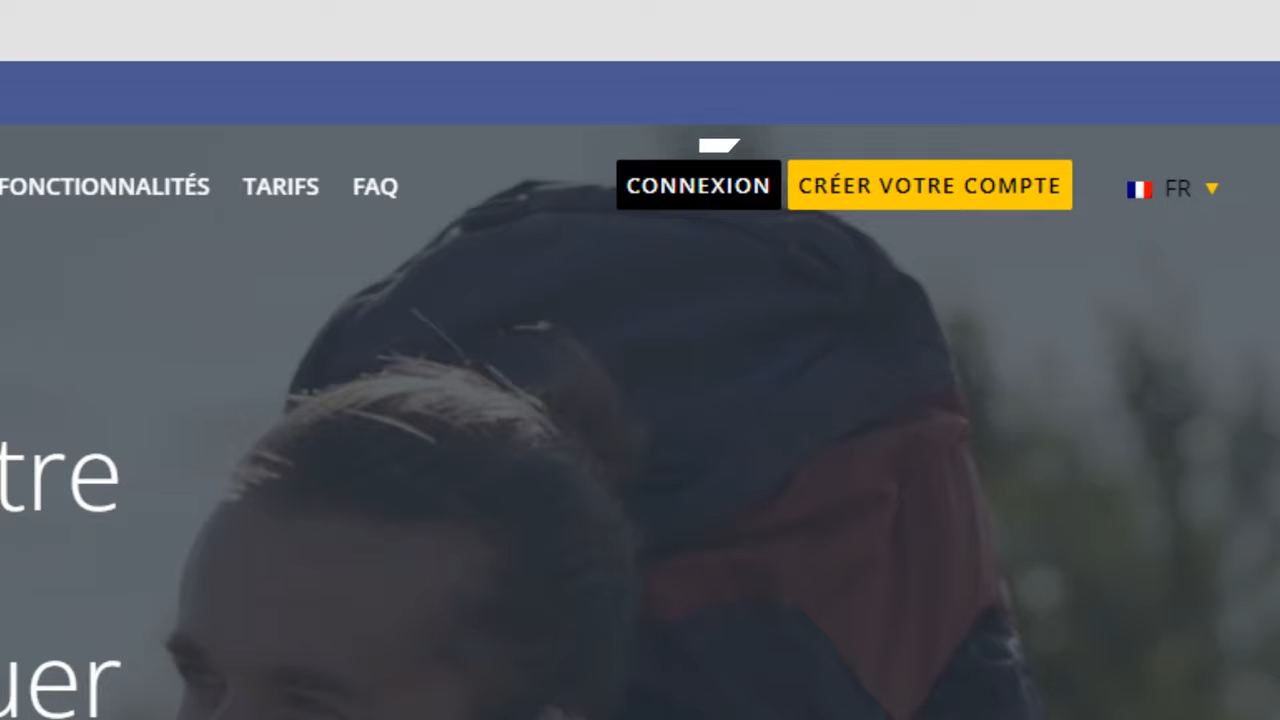 FONCTIONNALITÉS TARIFS FAQ CONNEXION CRÉER VOTRE COMPTE FR
tre
uer